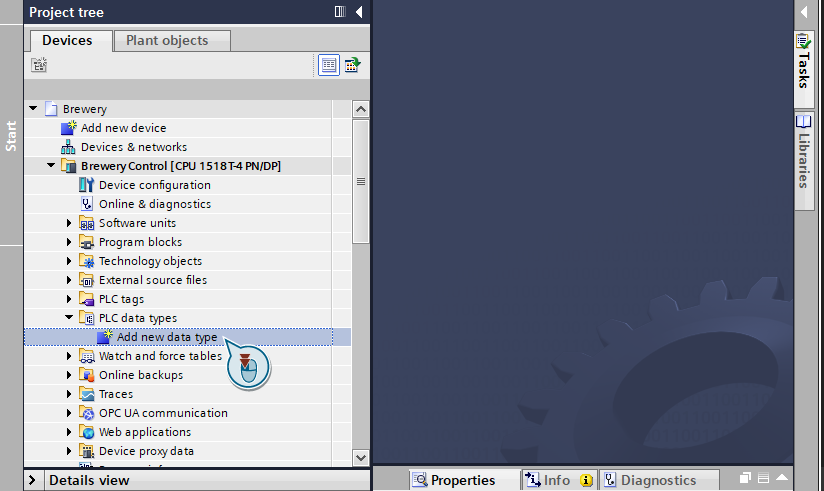 Project tree
Devices
Plant objects
Start
Brewery
Add new device
Devices & networks
Brewery Control [CPU 1518T-4 PN/DP]
Device configuration
Online & diagnostics
Software units
Program blocks
Technology objects
External source files
PLC tags
PLC data types
Add new data type
Watch and force tables
Online backups
Traces
OPC UA communication
Web applications
Device proxy data
Details view
Properties
Info
Diagnostics
Tasks
Libraries